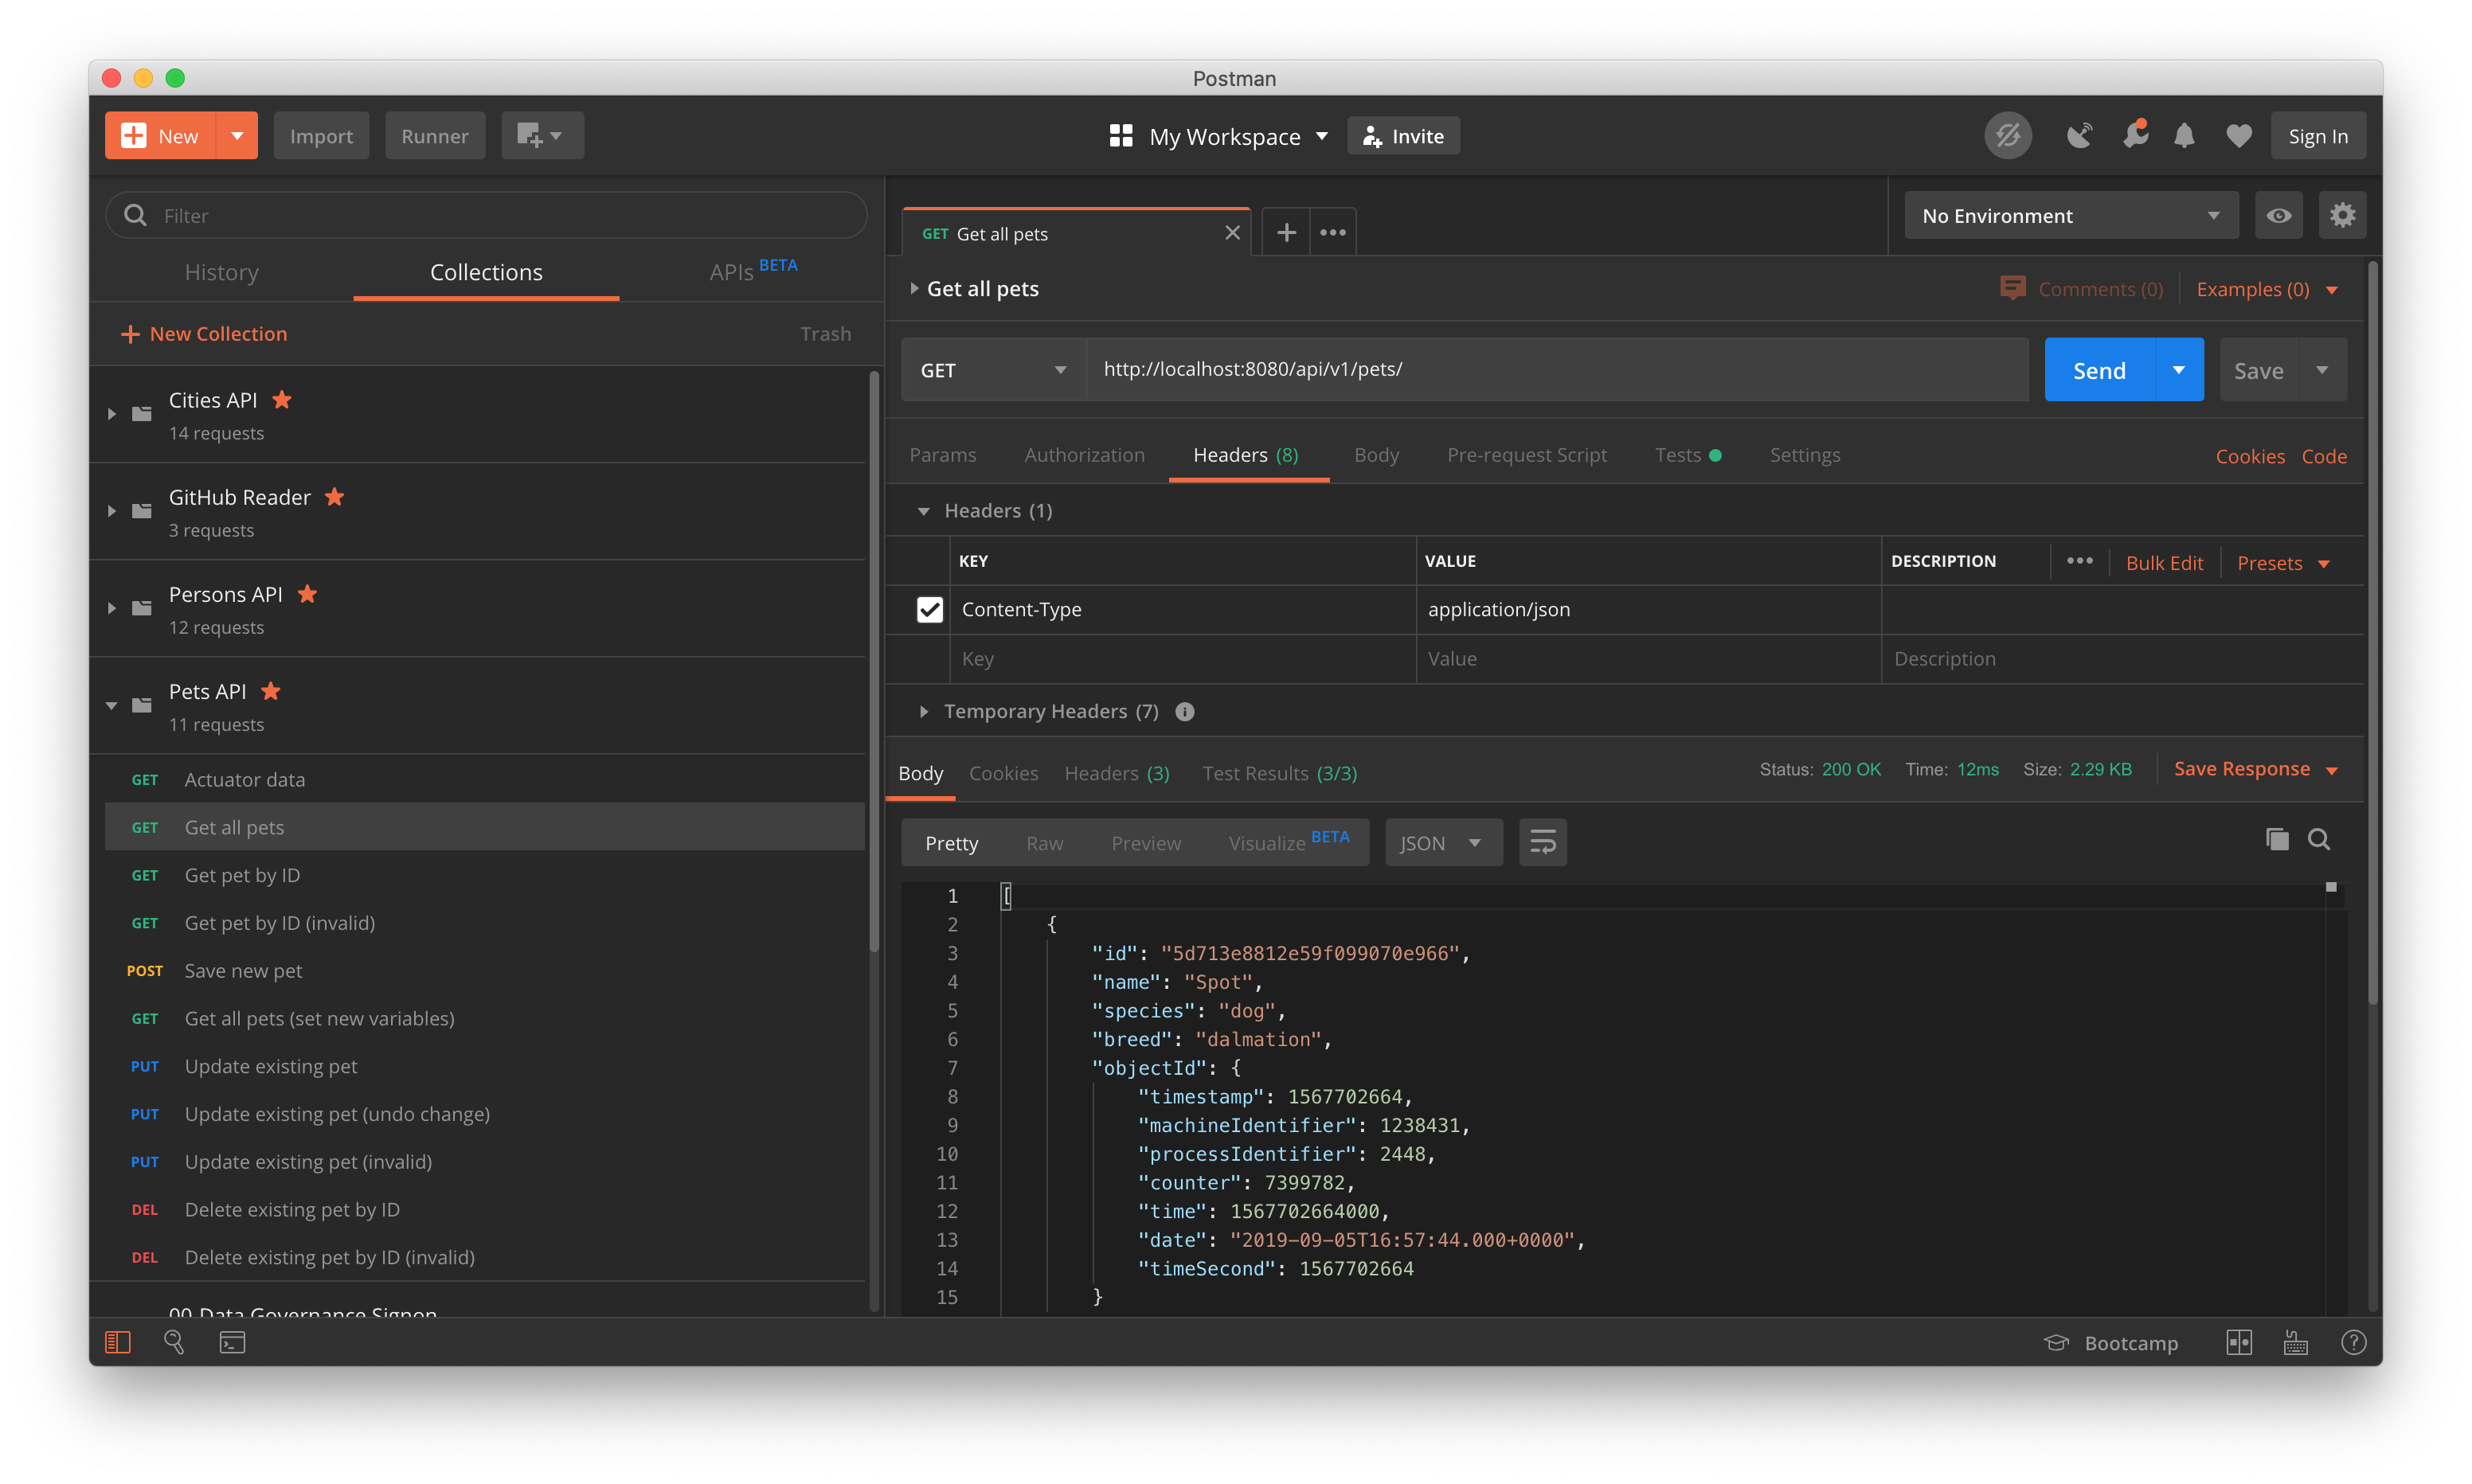 Postman
New
Import
Runner
My Workspace
Invite
Sign In
Filter
History
Collections
APIs BETA
New Collection
Trash
Cities API
14 requests
GitHub Reader
3 requests
Persons API
12 requests
Pets API
11 requests
GET Actuator data
GET Get all pets
GET Get pet by ID
GET Get pet by ID (invalid)
POST Save new pet
GET Get all pets (set new variables)
PUT Update existing pet
PUT Update existing pet (undo change)
PUT Update existing pet (invalid)
DEL Delete existing pet by ID
DEL Delete existing pet by ID (invalid)
00-Data Governance Signon
GET Get all pets
No Environment
Get all pets
Comments (0)
Examples (0)
GET
http://localhost:8080/api/v1/pets/
Send
Save
Params Authorization Headers (8) Body Pre-request Script Tests Settings Cookies Code
Headers (1)
KEY VALUE DESCRIPTION Bulk Edit Presets
Content-Type application/json
Key Value Description
Temporary Headers (7)
Body Cookies Headers (3) Test Results (3/3) Status: 200 OK Time: 12ms Size: 2.29 KB Save Response
Pretty Raw Preview Visualize BETA JSON
1 [
2 {
3 "id": "5d713e8812e59f099070e966",
4 "name": "Spot",
5 "species": "dog",
6 "breed": "dalmation",
7 "objectId": {
8 "timestamp": 1567702664,
9 "machineIdentifier": 1238431,
10 "processIdentifier": 2448,
11 "counter": 7399782,
12 "time": 1567702664000,
13 "date": "2019-09-05T16:57:44.000+0000",
14 "timeSecond": 1567702664
15 }
Bootcamp